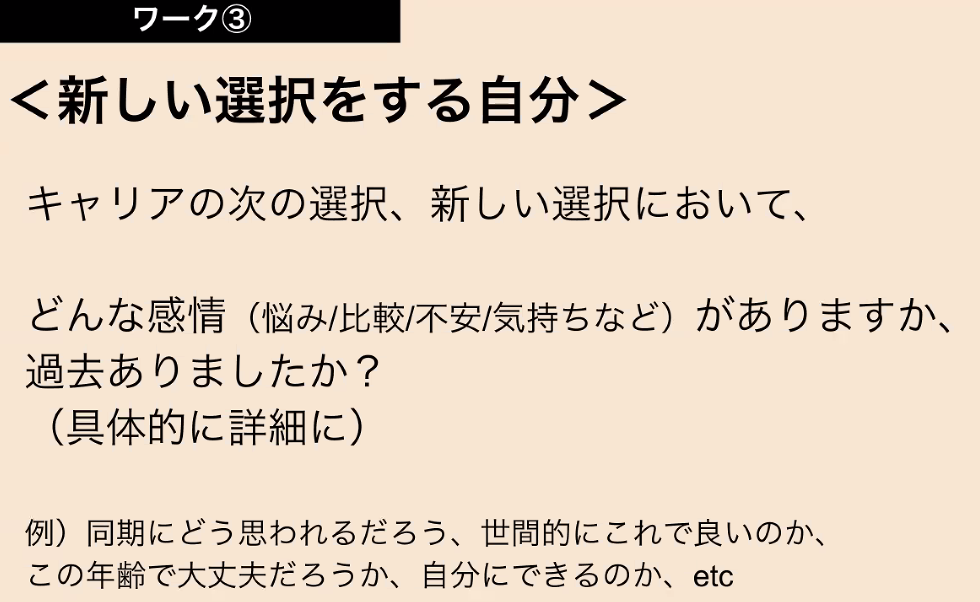 ワーク③
＜新しい選択をする自分＞
キャリアの次の選択、新しい選択において、
どんな感情（悩み/比較/不安/気持ちなど）がありますか、
過去ありましたか？
（具体的に詳細に）
例）同期にどう思われるだろう、世間的にこれで良いのか、
この年齢で大丈夫だろうか、自分にできるのか、etc